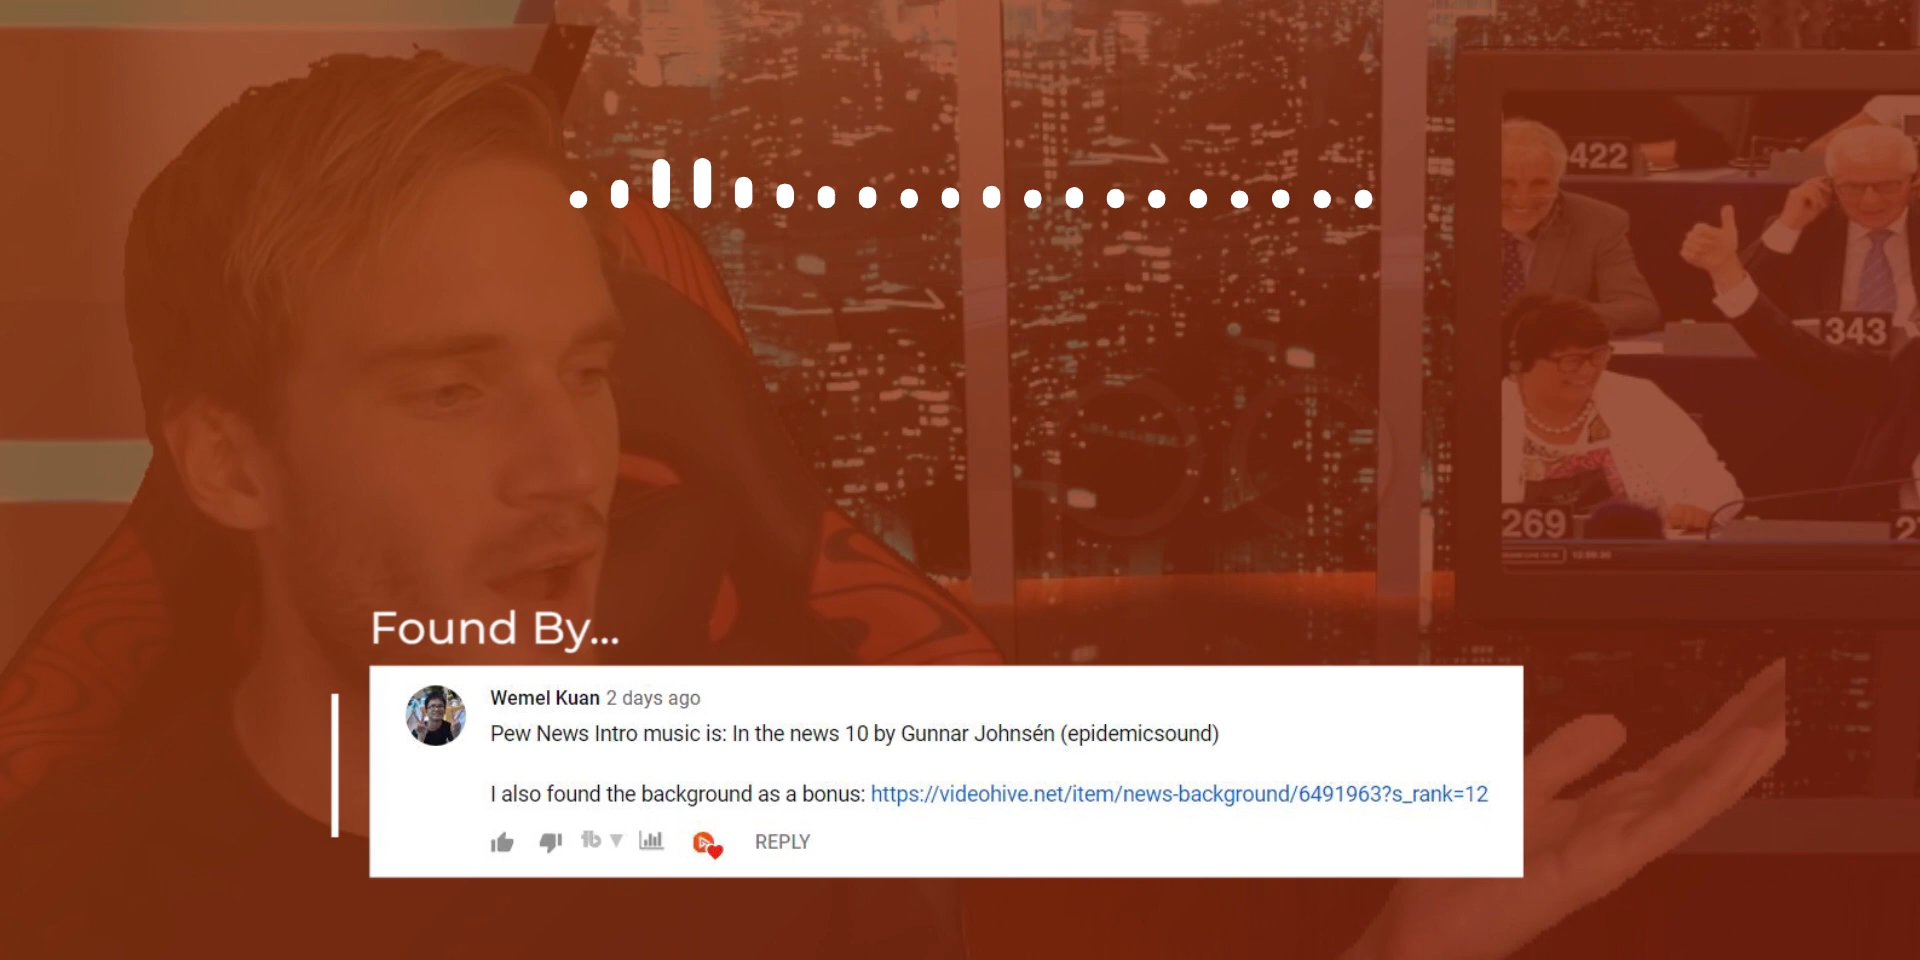 422
343
269
Found By...
Wemel Kuan 2 days ago
Pew News Intro music is: In the news 10 by Gunnar Johnsén (epidemicsound)
I also found the background as a bonus: https://videohive.net/item/news-background/6491963?s_rank=12
REPLY